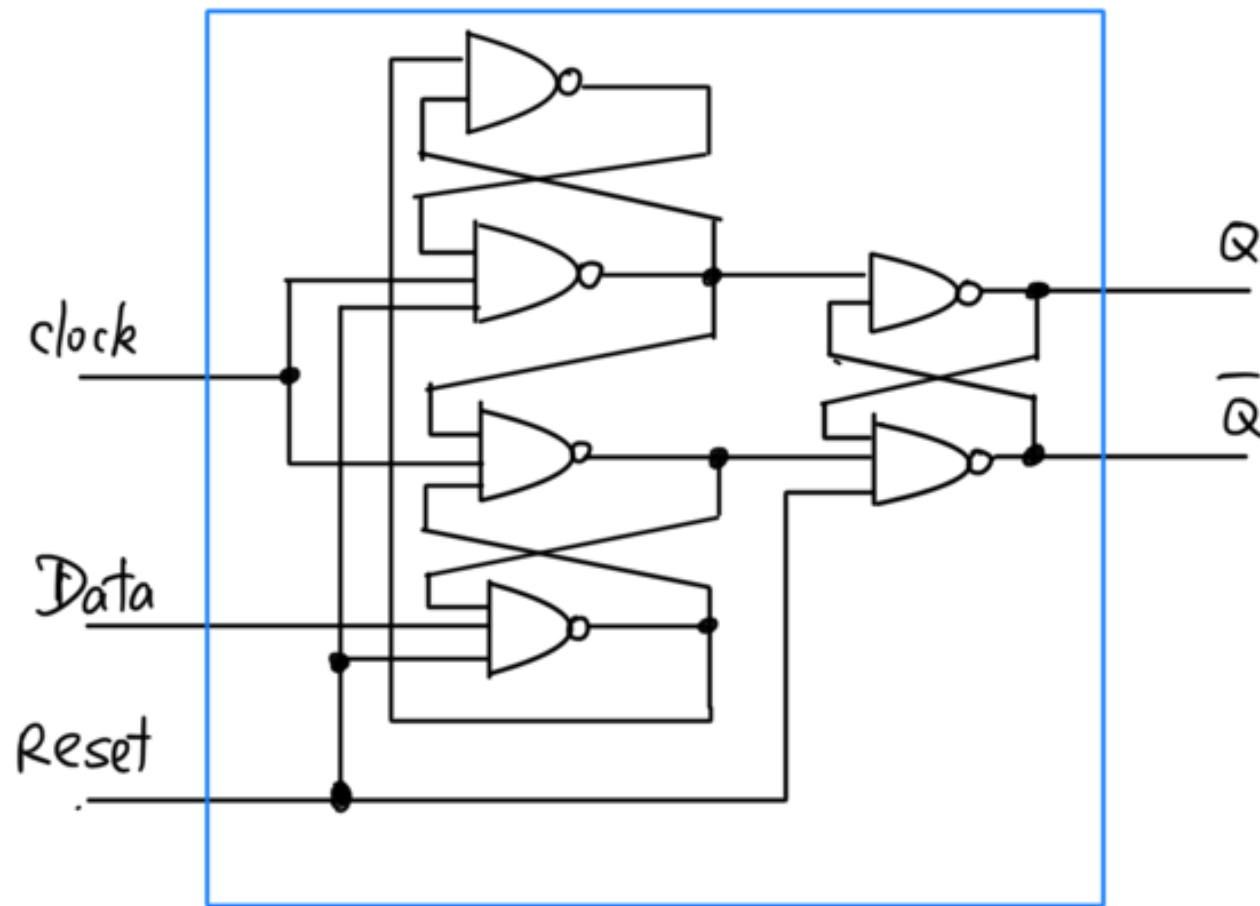 Q
clock
Q̅
Data
Reset